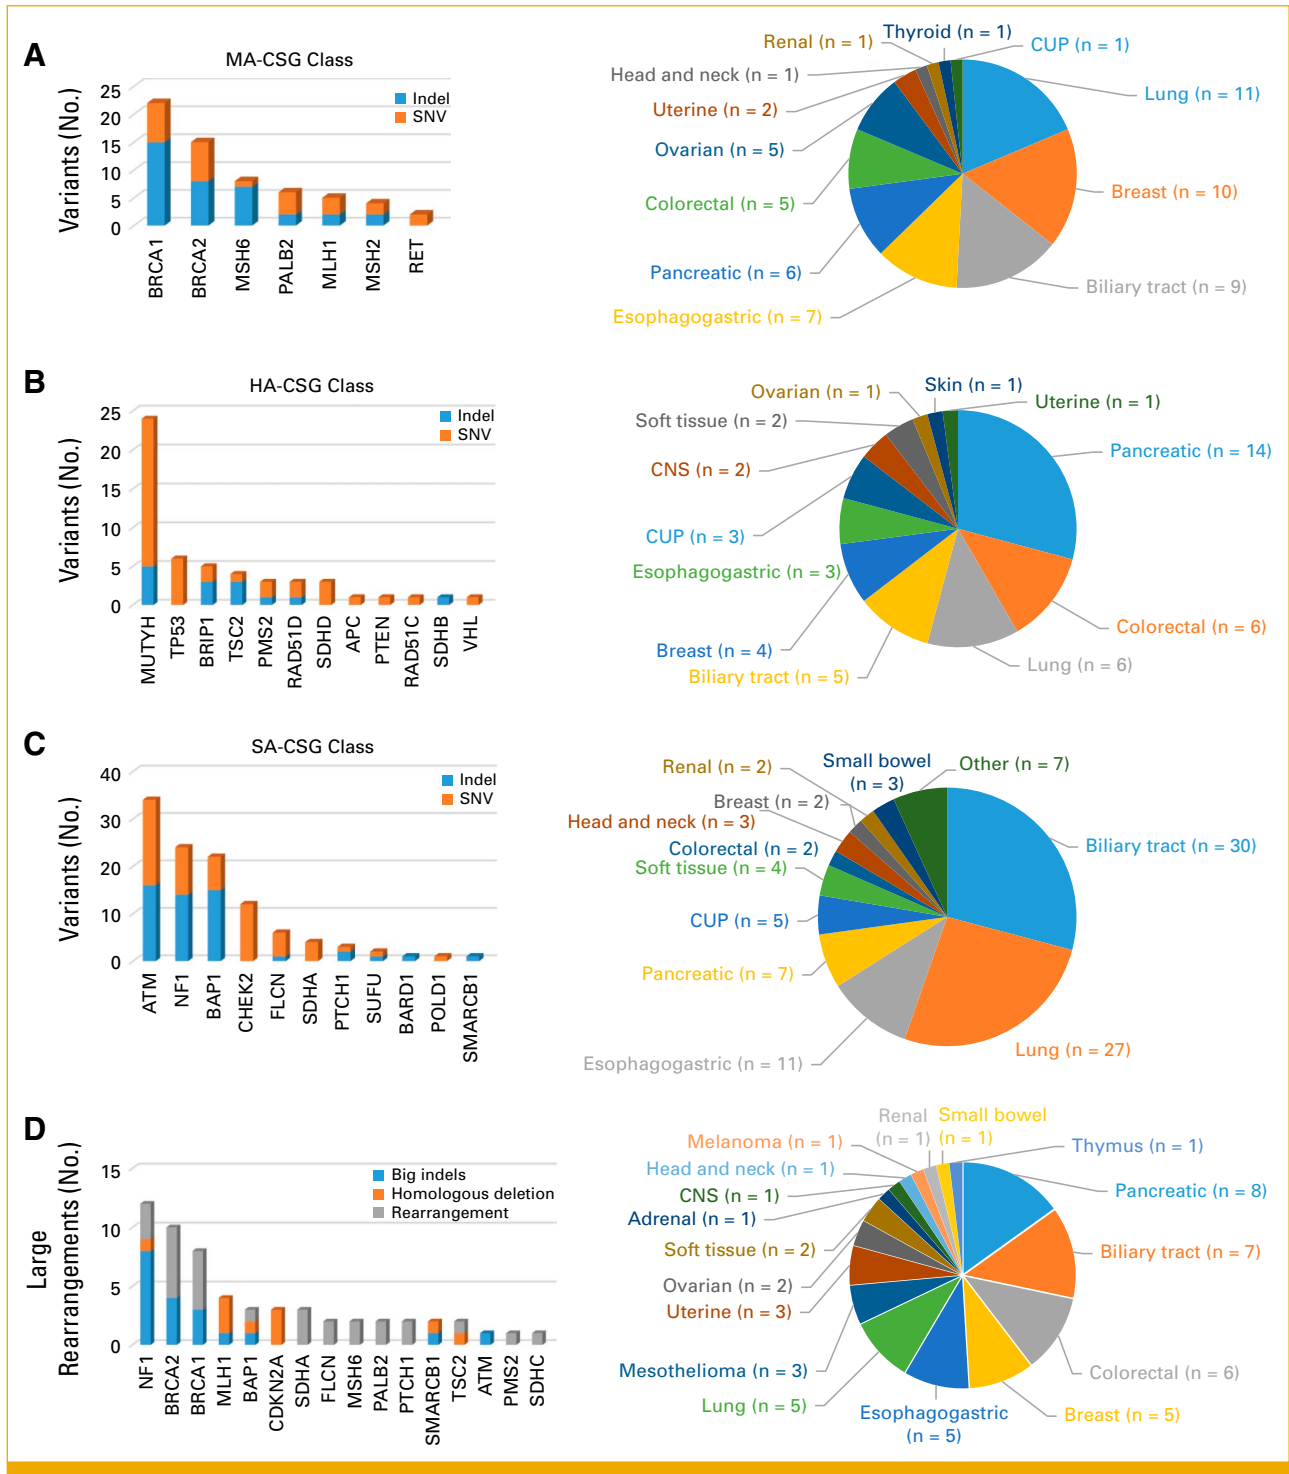 A
MA-CSG Class
Variants (No.)
25
20
15
10
5
0
Indel
SNV
BRCA1
BRCA2
MSH6
PALB2
MLH1
MSH2
RET
Thyroid (n = 1)
Renal (n = 1)
CUP (n = 1)
Head and neck (n = 1)
Lung (n = 11)
Uterine (n = 2)
Ovarian (n = 5)
Breast (n = 10)
Colorectal (n = 5)
Pancreatic (n = 6)
Biliary tract (n = 9)
Esophagogastric (n = 7)
B
HA-CSG Class
Variants (No.)
25
20
15
10
5
0
Indel
SNV
MUTYH
TP53
BRIP1
TSC2
PMS2
RAD51D
SDHD
APC
PTEN
RAD51C
SDHB
VHL
Skin (n = 1)
Ovarian (n = 1)
Uterine (n = 1)
Soft tissue (n = 2)
Pancreatic (n = 14)
CNS (n = 2)
CUP (n = 3)
Esophagogastric (n = 3)
Colorectal (n = 6)
Breast (n = 4)
Lung (n = 6)
Biliary tract (n = 5)
C
SA-CSG Class
Variants (No.)
40
30
20
10
0
Indel
SNV
ATM
NF1
BAP1
CHEK2
FLCN
SDHA
PTCH1
SUFU
BARD1
POLD1
SMARCB1
Small bowel
(n = 3)
Other (n = 7)
Renal (n = 2)
Breast (n = 2)
Head and neck (n = 3)
Colorectal (n = 2)
Biliary tract (n = 30)
Soft tissue (n = 4)
CUP (n = 5)
Pancreatic (n = 7)
Lung (n = 27)
Esophagogastric (n = 11)
D
Large
Rearrangements (No.)
15
10
5
0
Big indels
Homologous deletion
Rearrangement
NF1
BRCA2
BRCA1
MLH1
BAP1
CDKN2A
SDHA
FLCN
MSH6
PALB2
PTCH1
SMARCB1
TSC2
ATM
PMS2
SDHC
Renal
(n = 1)
Small bowel
(n = 1)
Melanoma (n = 1)
Thymus (n = 1)
Head and neck (n = 1)
CNS (n = 1)
Pancreatic (n = 8)
Adrenal (n = 1)
Soft tissue (n = 2)
Biliary tract (n = 7)
Ovarian (n = 2)
Uterine (n = 3)
Mesothelioma (n = 3)
Colorectal (n = 6)
Lung (n = 5)
Esophagogastric
(n = 5)
Breast (n = 5)